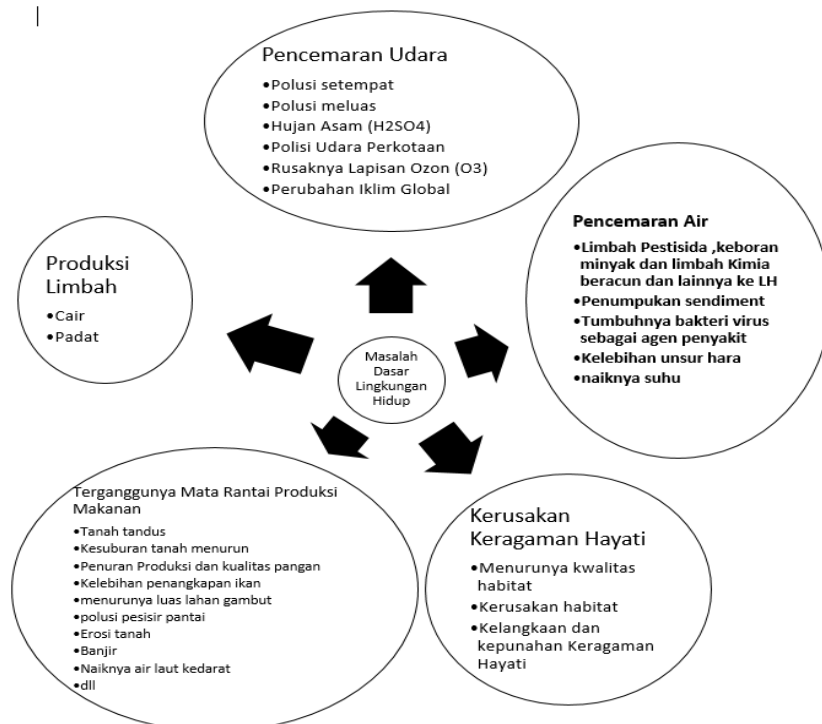 Pencemaran Udara
•Polusi setempat
•Polusi meluas
•Hujan Asam (H2SO4)
•Polisi Udara Perkotaan
•Rusaknya Lapisan Ozon (O3)
•Perubahan Iklim Global
Pencemaran Air
•Limbah Pestisida ,keboran
minyak dan limbah Kimia
beracun dan lainnya ke LH
•Penumpukan sendiment
•Tumbuhnya bakteri virus
sebagai agen penyakit
•Kelebihan unsur hara
•naiknya suhu
Produksi
Limbah
•Cair
•Padat
Masalah
Dasar
Lingkungan
Hidup
Terganggunya Mata Rantai Produksi
Makanan
•Tanah tandus
•Kesuburan tanah menurun
•Penuran Produksi dan kualitas pangan
•Kelebihan penangkapan ikan
•menurunya luas lahan gambut
•polusi pesisir pantai
•Erosi tanah
•Banjir
•Naiknya air laut kedarat
•dll
Kerusakan
Keragaman Hayati
•Menurunya kwalitas
habitat
•Kerusakan habitat
•Kelangkaan dan
kepunahan Keragaman
Hayati